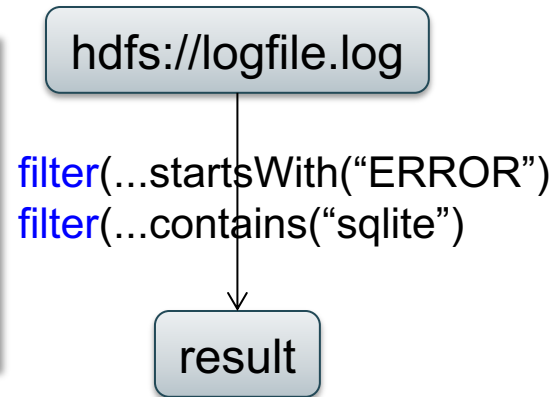 hdfs://logfile.log
filter(...startsWith(“ERROR”)
filter(...contains(“sqlite”)
result